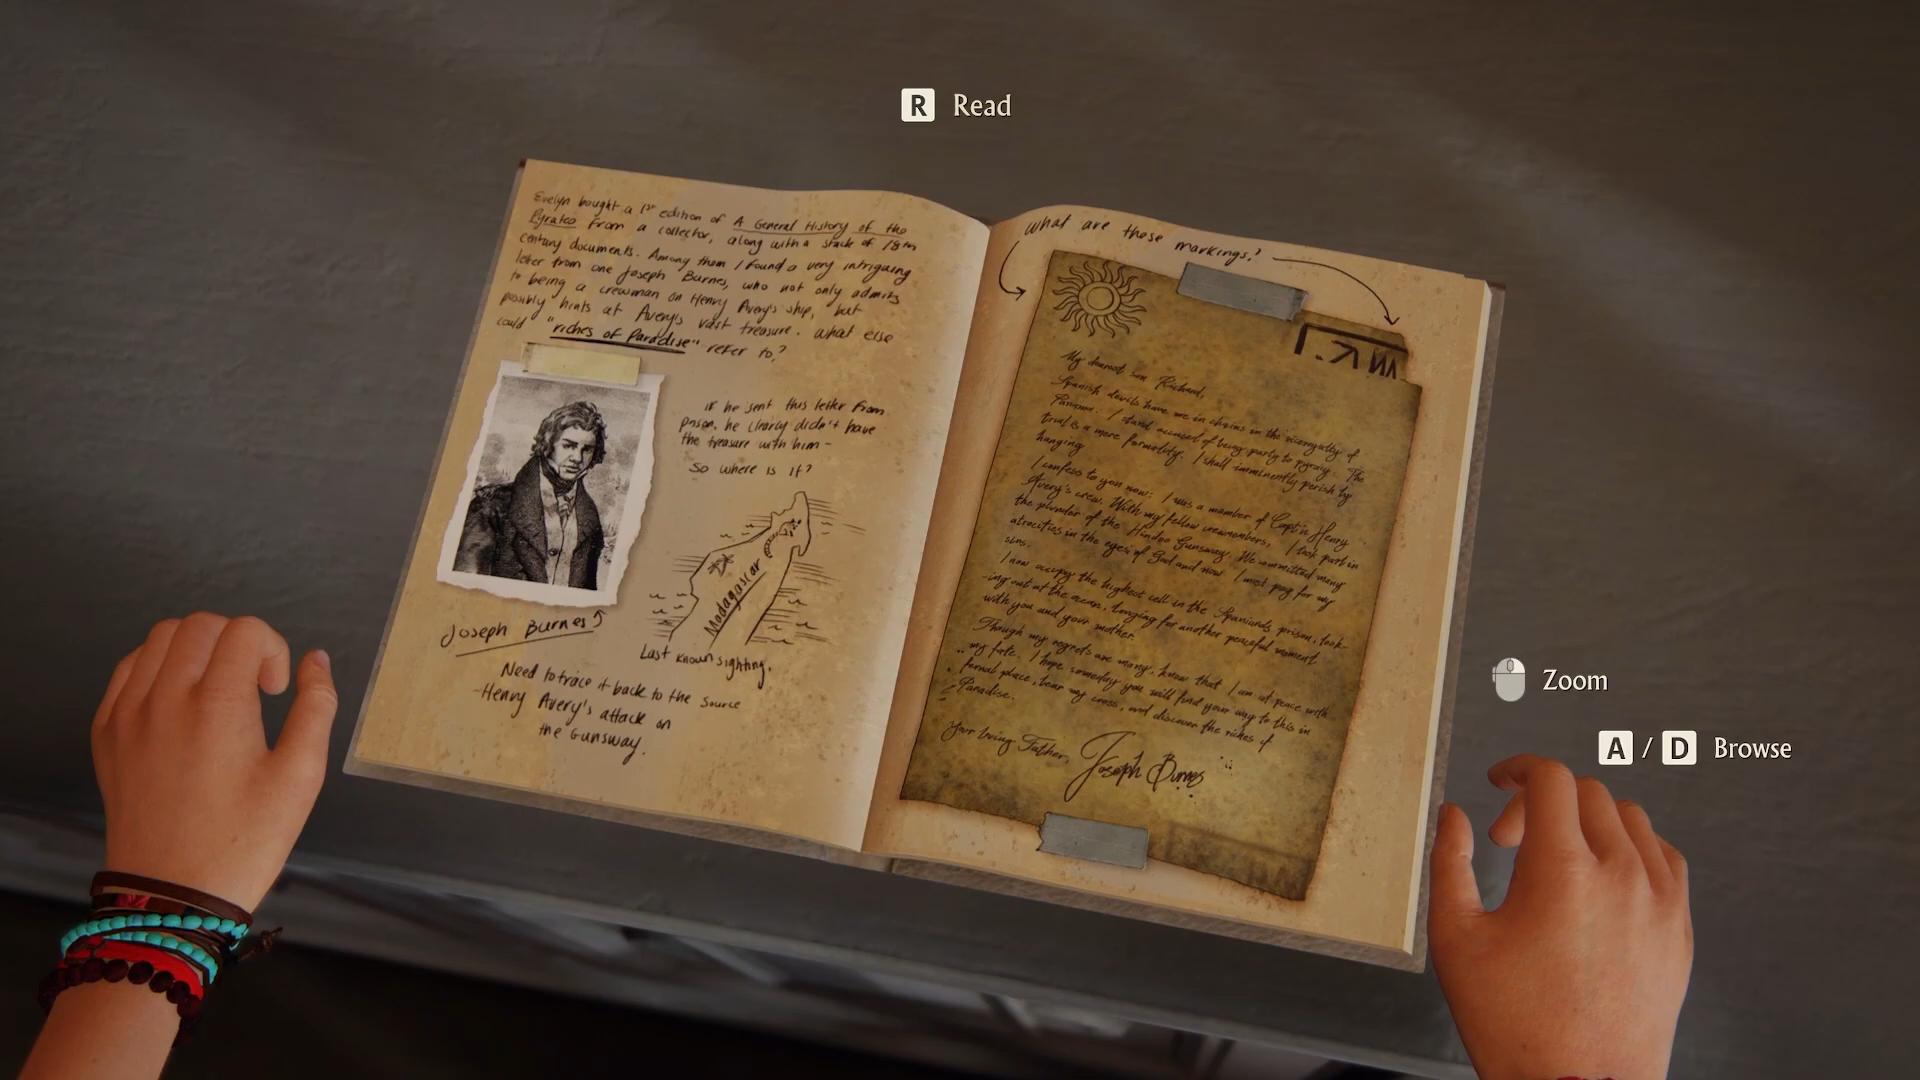 R Read
Evelyn bought a 1st edition of A General History of the
Pyrates from a collector, along with a stack of 18th
century documents. Among them I found a very intriguing
letter from one Joseph Burnes, who not only admits
to being a crewman on Henry Avery's ship, but
possibly hints at Avery's vast treasure. What else
could "riches of Paradise" refer to?
If he sent this letter from
prison, he clearly didn't have
the treasure with him -
So where is it?
Madagascar
Joseph Burnes
Last known sighting.
Need to trace it back to the source
-Henry Avery's attack on
the Gunsway.
what are these markings?
My dearest son Richard,
Spanish devils have me in chains in the vicinity of
Panama. I stand accused of being party to pyracy. The
trial is a mere formality. I shall imminently perish by
hanging
I confess to you now: I was a member of Capt'n Henry
Avery's crew. With my fellow crewmembers, I took part in
the plunder of the Hindoo Gunsway. We committed many
atrocities in the eyes of God and now I must pay for my
sins.
I now occupy the highest cell in the Spaniards prison, look-
-ing out at the ocean, longing for another peaceful moment
with you and your mother.
Though my regrets are many, know that I am at peace with
my fate. I hope someday you will find your way to this in
fernal place, bear my cross, and discover the riches of
Paradise.
Your loving Father,
Joseph Burnes
Zoom
A / D Browse